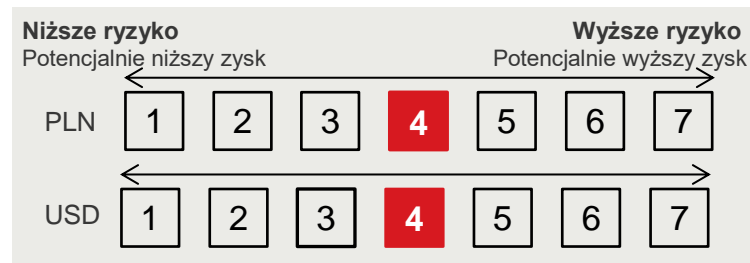 Niższe ryzyko Wyższe ryzyko
Potencjalnie niższy zysk Potencjalnie wyższy zysk
PLN 1 2 3 4 5 6 7
USD 1 2 3 4 5 6 7